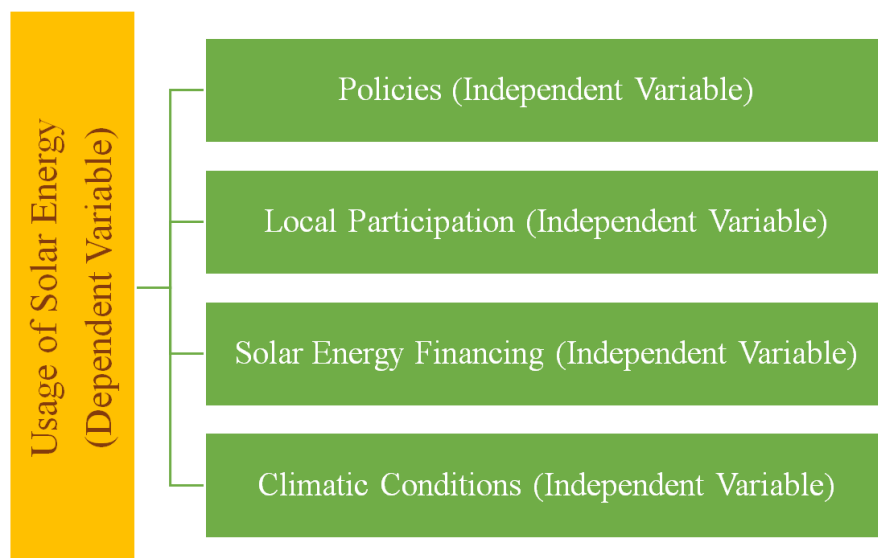 Usage of Solar Energy
(Dependent Variable)
Policies (Independent Variable)
Local Participation (Independent Variable)
Solar Energy Financing (Independent Variable)
Climatic Conditions (Independent Variable)